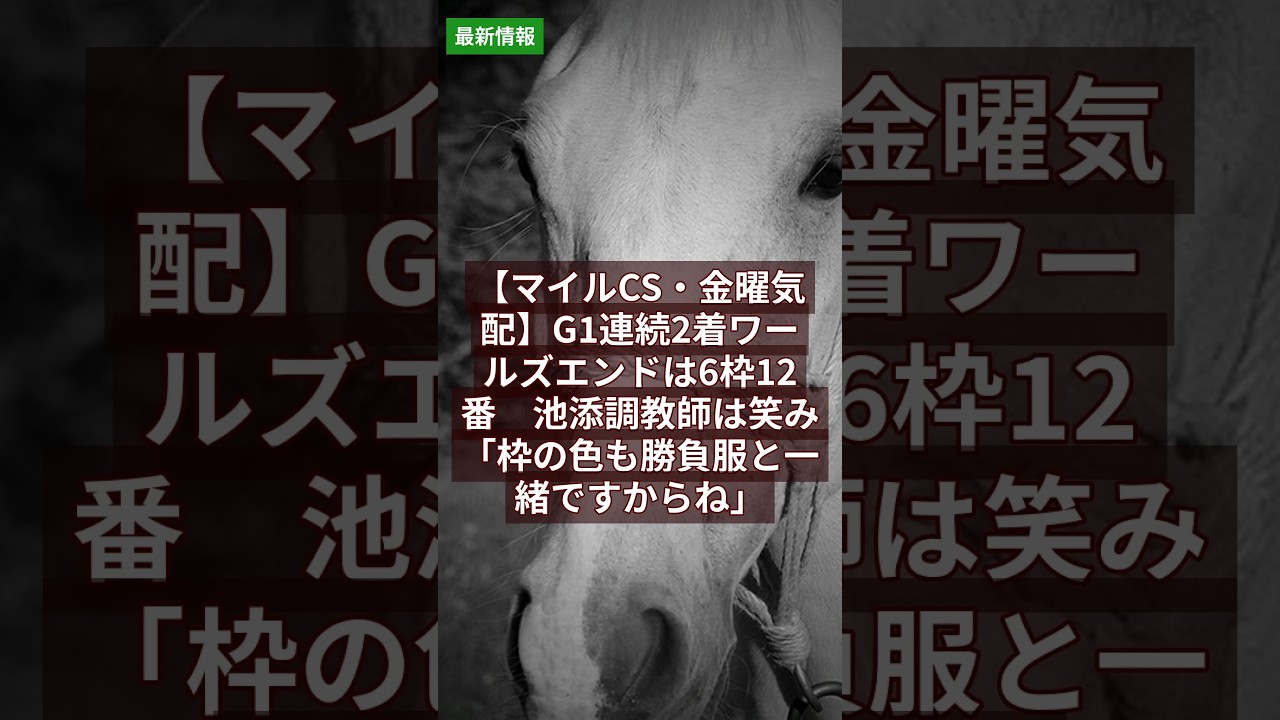 最新情報
【マイルCS・金曜気
配】G1連続2着ワー
ルズエンドは6枠12
番　池添調教師は笑み
「枠の色も勝負服と一
緒ですからね」